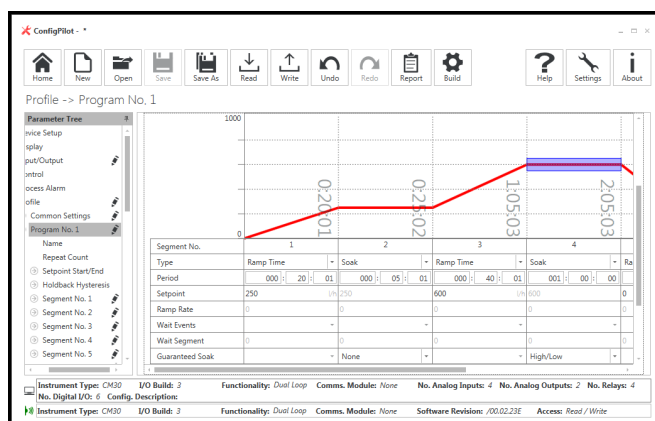 ConfigPilot - *
Home New Open Save Save As Read Write Undo Redo Report Build Help Settings About
Profile -> Program No. 1
Parameter Tree
evice Setup
splay
put/Output
ontrol
ocess Alarm
ofile
Common Settings
Program No. 1
Name
Repeat Count
Setpoint Start/End
Holdback Hysteresis
Segment No. 1
Segment No. 2
Segment No. 3
Segment No. 4
Segment No. 5
1000
0
0:20:01
0:25:02
1:05:03
2:05:03
Segment No. 1 2 3 4
Type Ramp Time Soak Ramp Time Soak Ra
Period 000 : 20 : 01 000 : 05 : 01 000 : 40 : 01 001 : 00 : 00
Setpoint 250 l/h 250 600 l/h 600 0
Ramp Rate 0 0 0 0 0
Wait Events
Wait Segment 0 0 0 0 0
Guaranteed Soak None High/Low
Instrument Type: CM30 I/O Build: 3 Functionality: Dual Loop Comms. Module: None No. Analog Inputs: 4 No. Analog Outputs: 2 No. Relays: 4
No. Digital I/O: 6 Config. Description:
Instrument Type: CM30 I/O Build: 3 Functionality: Dual Loop Comms. Module: None Software Revision: /00.02.23E Access: Read / Write